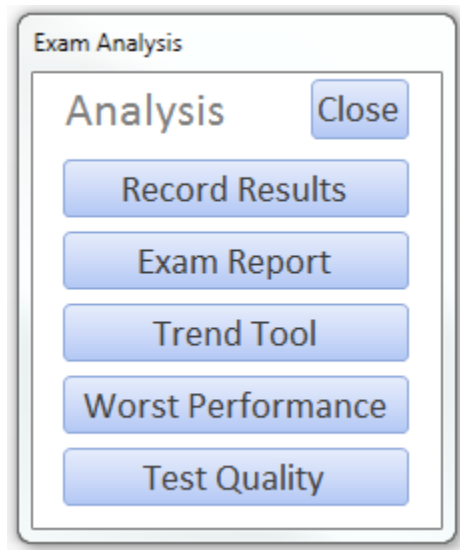 Exam Analysis
Analysis Close
Record Results
Exam Report
Trend Tool
Worst Performance
Test Quality